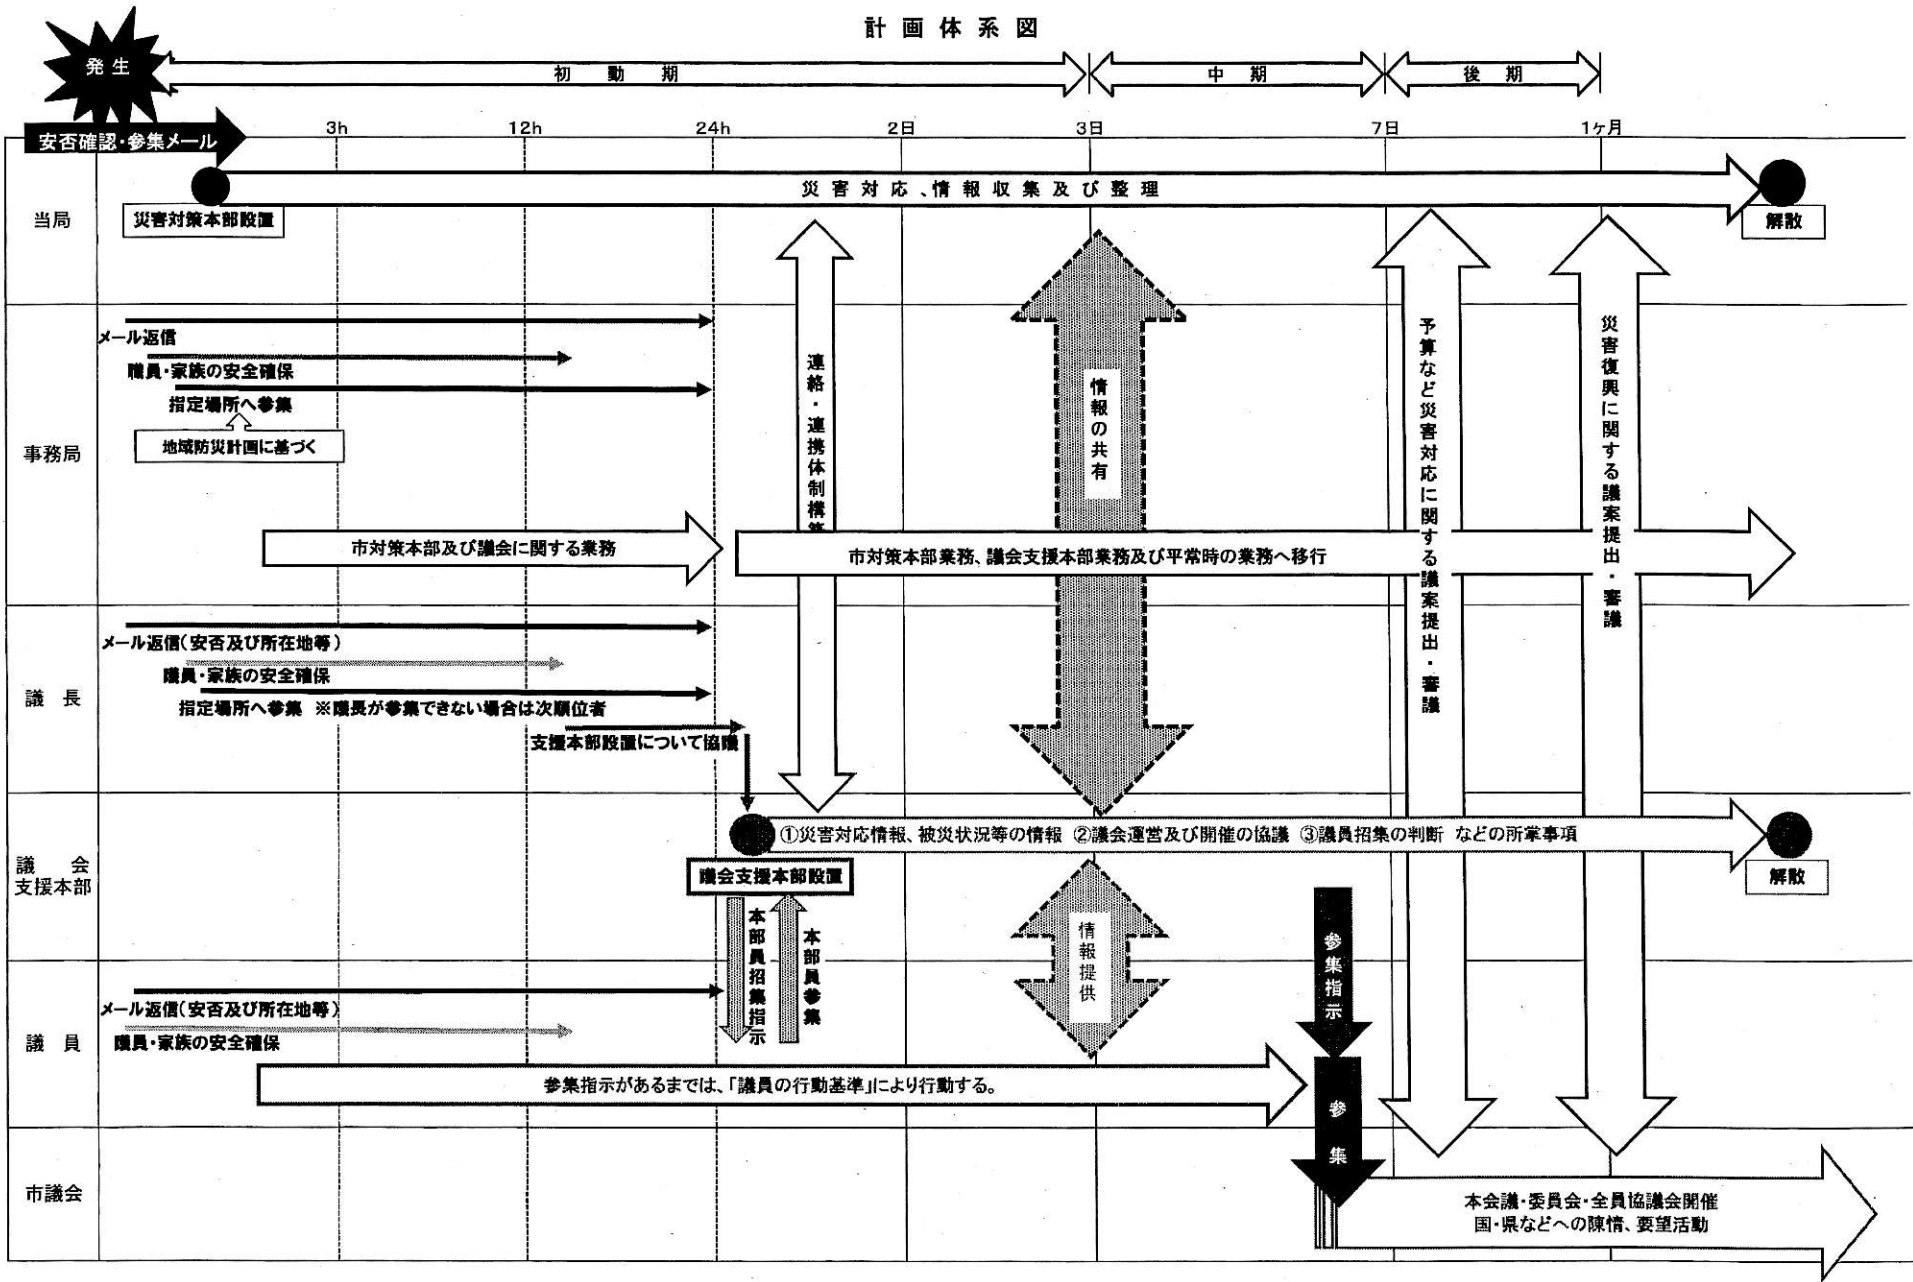 計画体系図
発生
初動期
中期
後期
安否確認・参集メール
3h
12h
24h
2日
3日
7日
1ヶ月
当局
災害対応、情報収集及び整理
災害対策本部設置
解散
事務局
メール返信
職員・家族の安全確保
指定場所へ参集
地域防災計画に基づく
市対策本部及び議会に関する業務
市対策本部業務、議会支援本部業務及び平常時の業務へ移行
連絡・連携体制構築
情報の共有
予算など災害対応に関する議案提出・審議
災害復興に関する議案提出・審議
議長
メール返信(安否及び所在地等)
職員・家族の安全確保
指定場所へ参集 ※議長が参集できない場合は次順位者
支援本部設置について協議
議会
支援本部
①災害対応情報、被災状況等の情報 ②議会運営及び開催の協議 ③議員招集の判断 などの所掌事項
議会支援本部設置
解散
本部員招集指示
本部員参集
情報提供
参集指示
議員
メール返信(安否及び所在地等)
職員・家族の安全確保
参集指示があるまでは、「議員の行動基準」により行動する。
参集
市議会
本会議・委員会・全員協議会開催
国・県などへの陳情、要望活動